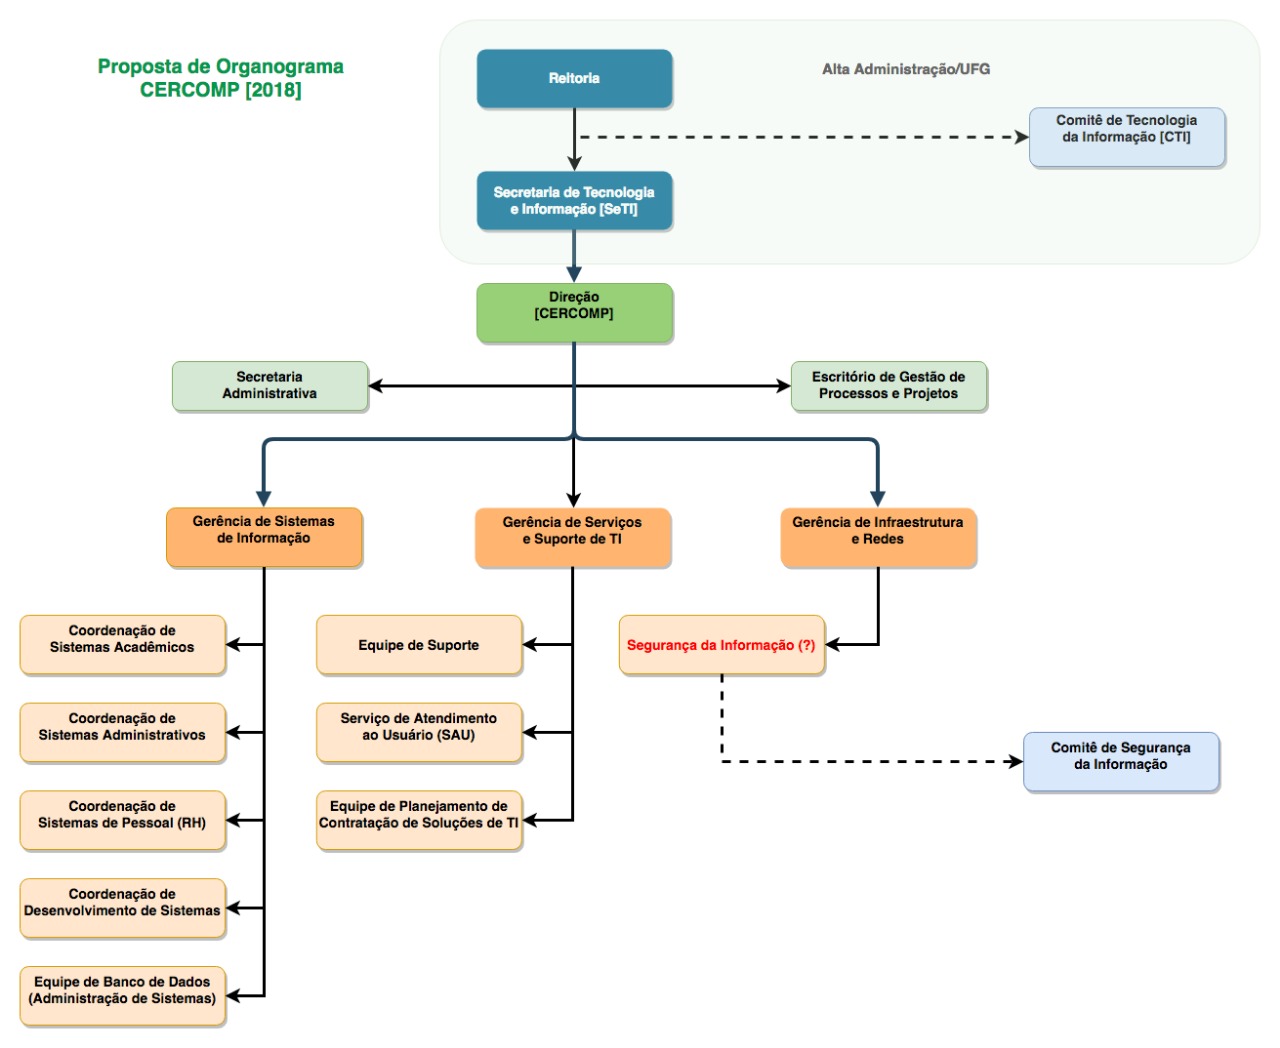 Proposta de Organograma
CERCOMP [2018]
Reitoria
Alta Administração/UFG
Comitê de Tecnologia
da Informação [CTI]
Secretaria de Tecnologia
e Informação [SeTI]
Direção
[CERCOMP]
Secretaria
Administrativa
Escritório de Gestão de
Processos e Projetos
Gerência de Sistemas
de Informação
Gerência de Serviços
e Suporte de TI
Gerência de Infraestrutura
e Redes
Coordenação de
Sistemas Acadêmicos
Equipe de Suporte
Segurança da Informação (?)
Coordenação de
Sistemas Administrativos
Serviço de Atendimento
ao Usuário (SAU)
Comitê de Segurança
da Informação
Coordenação de
Sistemas de Pessoal (RH)
Equipe de Planejamento de
Contratação de Soluções de TI
Coordenação de
Desenvolvimento de Sistemas
Equipe de Banco de Dados
(Administração de Sistemas)